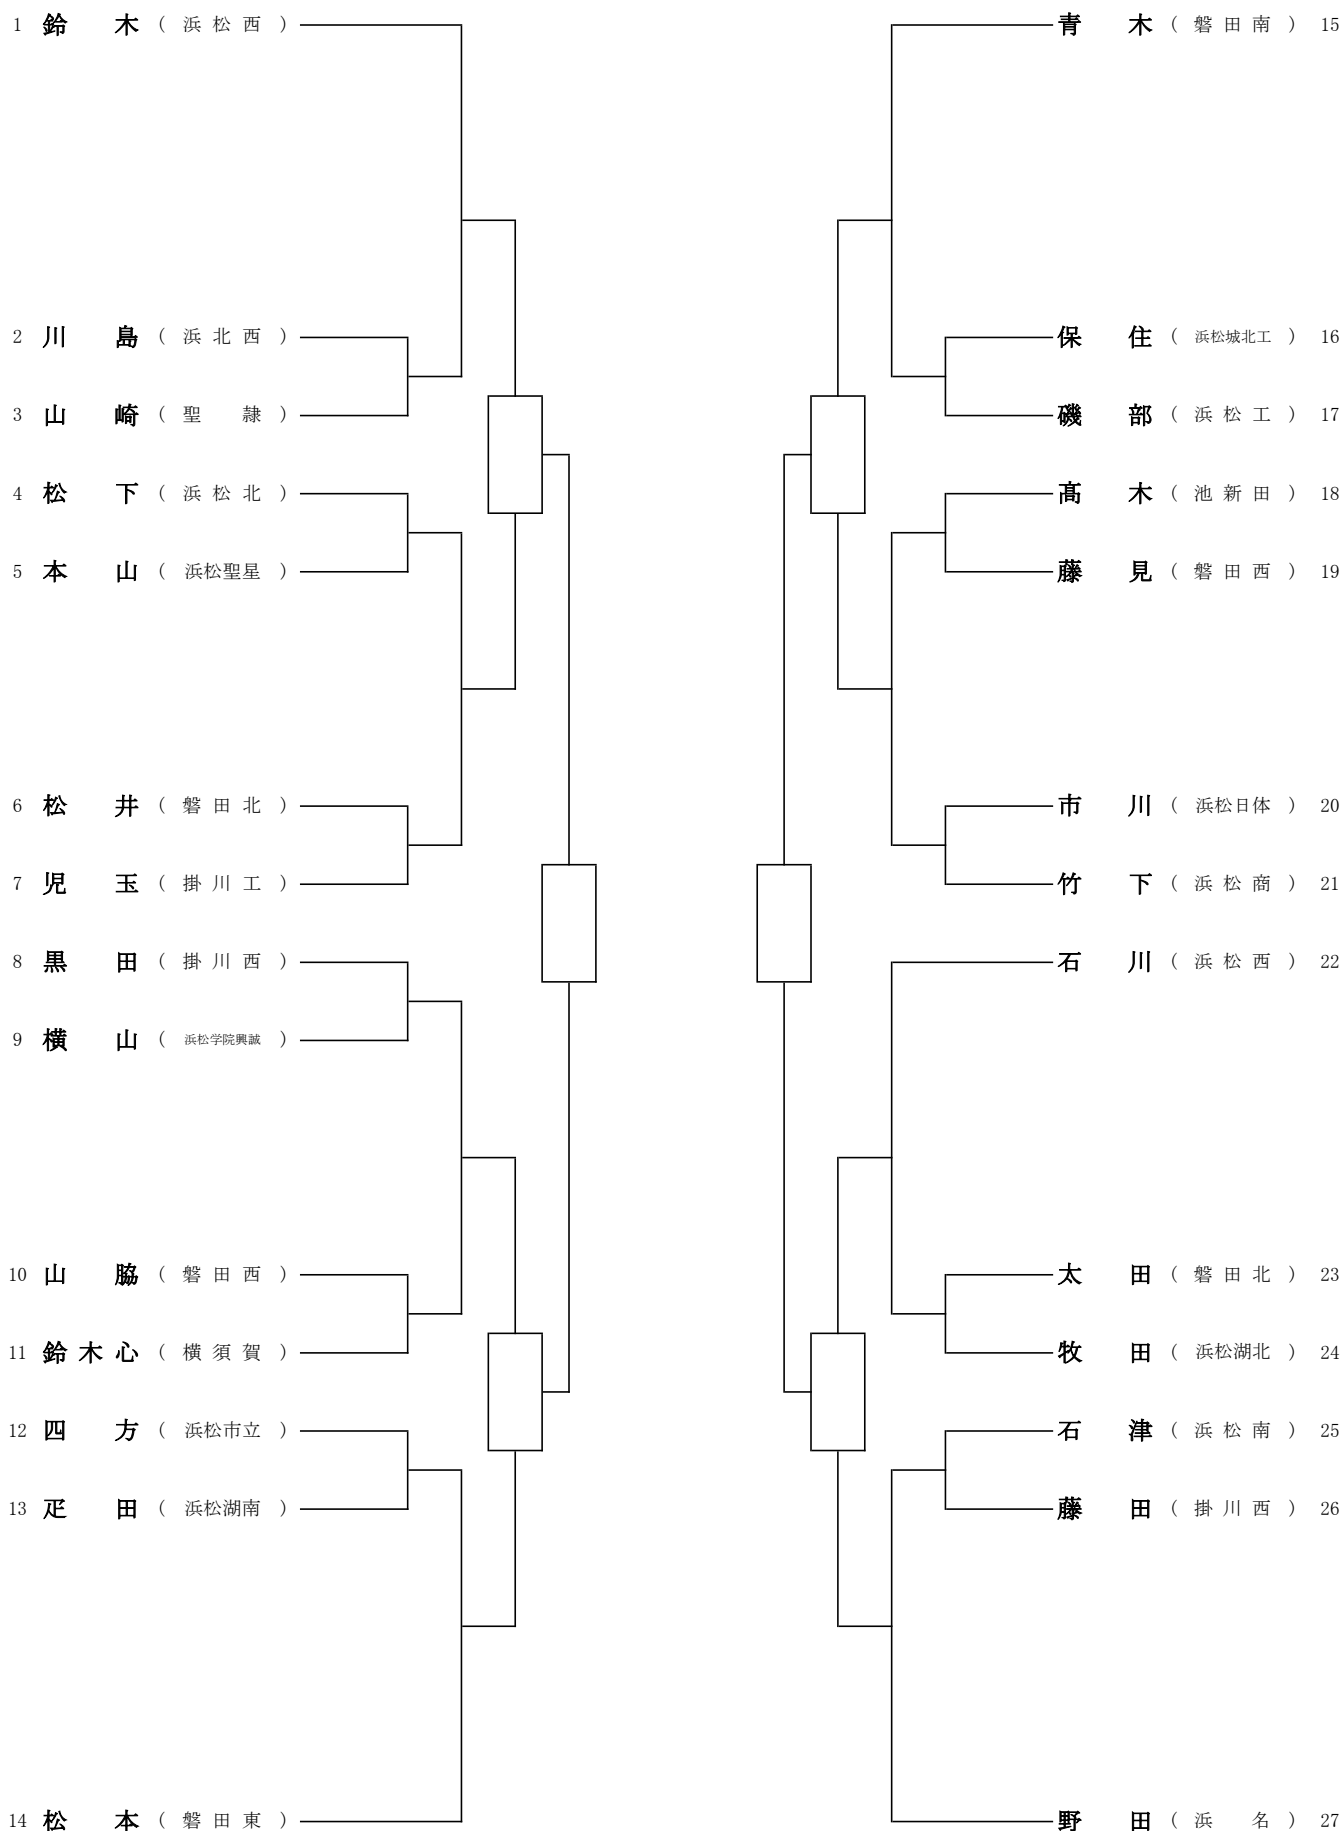 1 鈴木 （ 浜松西 ）
2 川島 （ 浜北西 ）
3 山崎 （ 聖隷 ）
4 松下 （ 浜松北 ）
5 本山 （ 浜松聖星 ）
6 松井 （ 磐田北 ）
7 児玉 （ 掛川工 ）
8 黒田 （ 掛川西 ）
9 横山 （ 浜松学院興誠 ）
10 山脇 （ 磐田西 ）
11 鈴木心 （ 横須賀 ）
12 四方 （ 浜松市立 ）
13 疋田 （ 浜松湖南 ）
14 松本 （ 磐田東 ）
青木 （ 磐田南 ） 15
保住 （ 浜松城北工 ） 16
磯部 （ 浜松工 ） 17
髙木 （ 池新田 ） 18
藤見 （ 磐田西 ） 19
市川 （ 浜松日体 ） 20
竹下 （ 浜松商 ） 21
石川 （ 浜松西 ） 22
太田 （ 磐田北 ） 23
牧田 （ 浜松湖北 ） 24
石津 （ 浜松南 ） 25
藤田 （ 掛川西 ） 26
野田 （ 浜名 ） 27